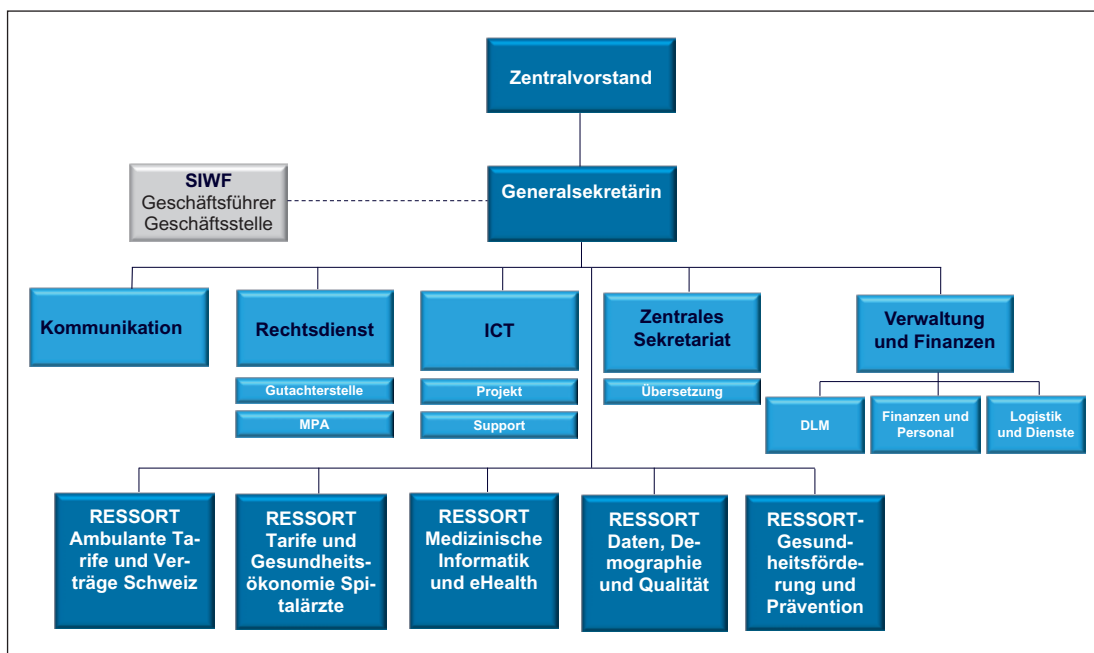 Zentralvorstand
SIWF
Geschäftsführer
Geschäftsstelle
Generalsekretärin
Kommunikation
Rechtsdienst
ICT
Zentrales
Sekretariat
Verwaltung
und Finanzen
Gutachterstelle
MPA
Projekt
Support
Übersetzung
DLM
Finanzen und
Personal
Logistik
und Dienste
RESSORT
Ambulante Ta-
rife und Ver-
träge Schweiz
RESSORT
Tarife und
Gesundheits-
ökonomie Spi-
talärzte
RESSORT
Medizinische
Informatik
und eHealth
RESSORT
Daten, De-
mographie
und Qualität
RESSORT-
Gesund-
heitsförde-
rung und
Prävention